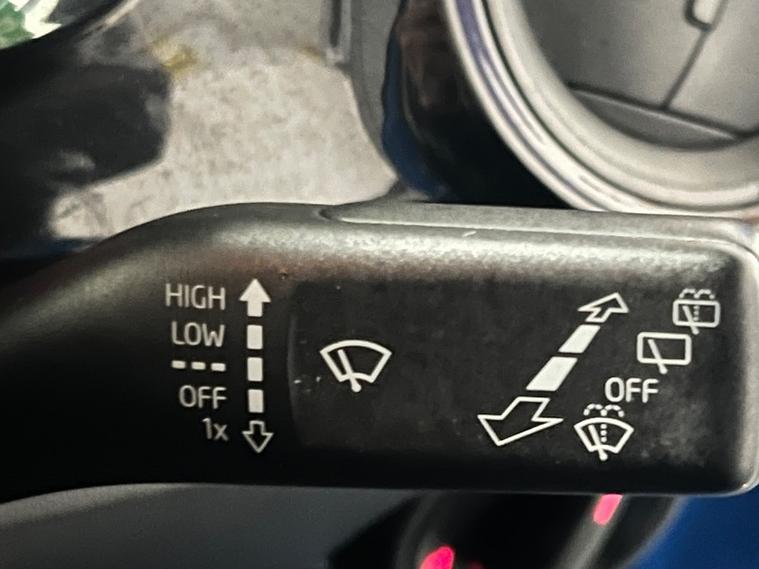 HIGH
LOW
---
OFF
1x
OFF